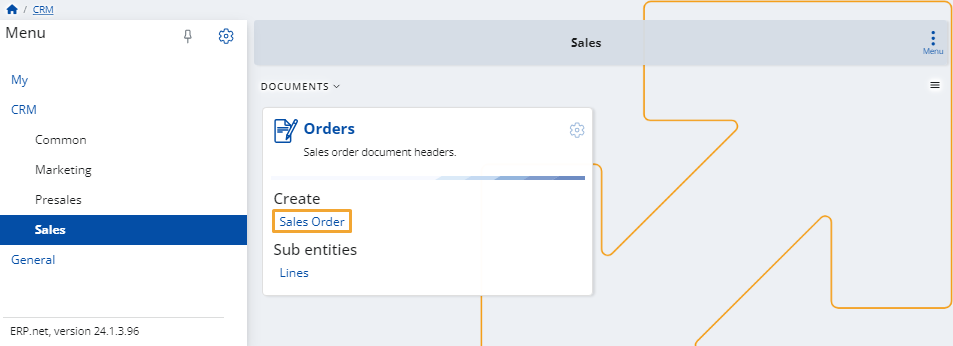 / CRM
Menu
My
CRM
Common
Marketing
Presales
Sales
General
ERP.net, version 24.1.3.96
Sales
Menu
DOCUMENTS
Orders
Sales order document headers.
Create
Sales Order
Sub entities
Lines